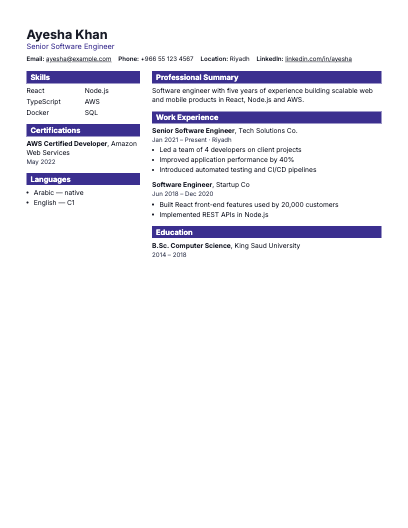 Ayesha Khan
Senior Software Engineer
Email: ayesha@example.com Phone: +966 55 123 4567 Location: Riyadh LinkedIn: linkedin.com/in/ayesha
Skills
React Node.js
TypeScript AWS
Docker SQL
Certifications
AWS Certified Developer, Amazon
Web Services
May 2022
Languages
• Arabic — native
• English — C1
Professional Summary
Software engineer with five years of experience building scalable web
and mobile products in React, Node.js and AWS.
Work Experience
Senior Software Engineer, Tech Solutions Co.
Jan 2021 – Present · Riyadh
• Led a team of 4 developers on client projects
• Improved application performance by 40%
• Introduced automated testing and CI/CD pipelines
Software Engineer, Startup Co
Jun 2018 – Dec 2020
• Built React front-end features used by 20,000 customers
• Implemented REST APIs in Node.js
Education
B.Sc. Computer Science, King Saud University
2014 – 2018